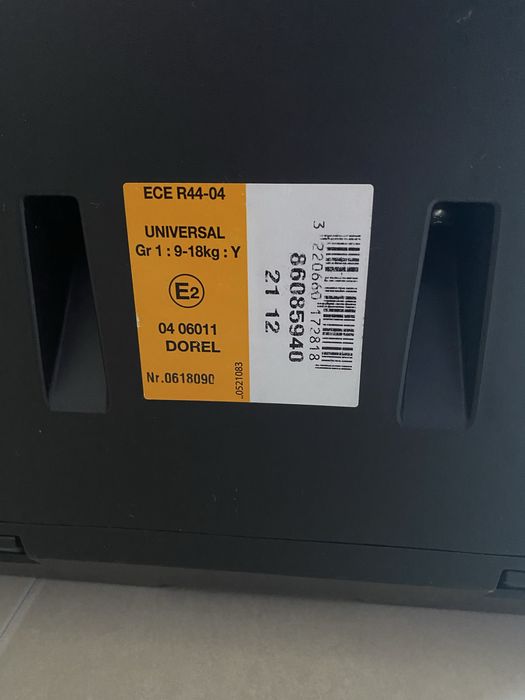 ECE R44-04
UNIVERSAL
Gr 1 : 9-18kg : Y
E2
04 06011
DOREL
Nr.0618090
.0521083
86085940
21 12
3 220660 172818